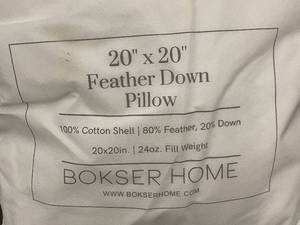 20" x 20"
Feather Down
Pillow
100% Cotton Shell | 80% Feather, 20% Down
20x20in. | 24oz. Fill Weight
BOKSER HOME
WWW.BOKSERHOME.COM